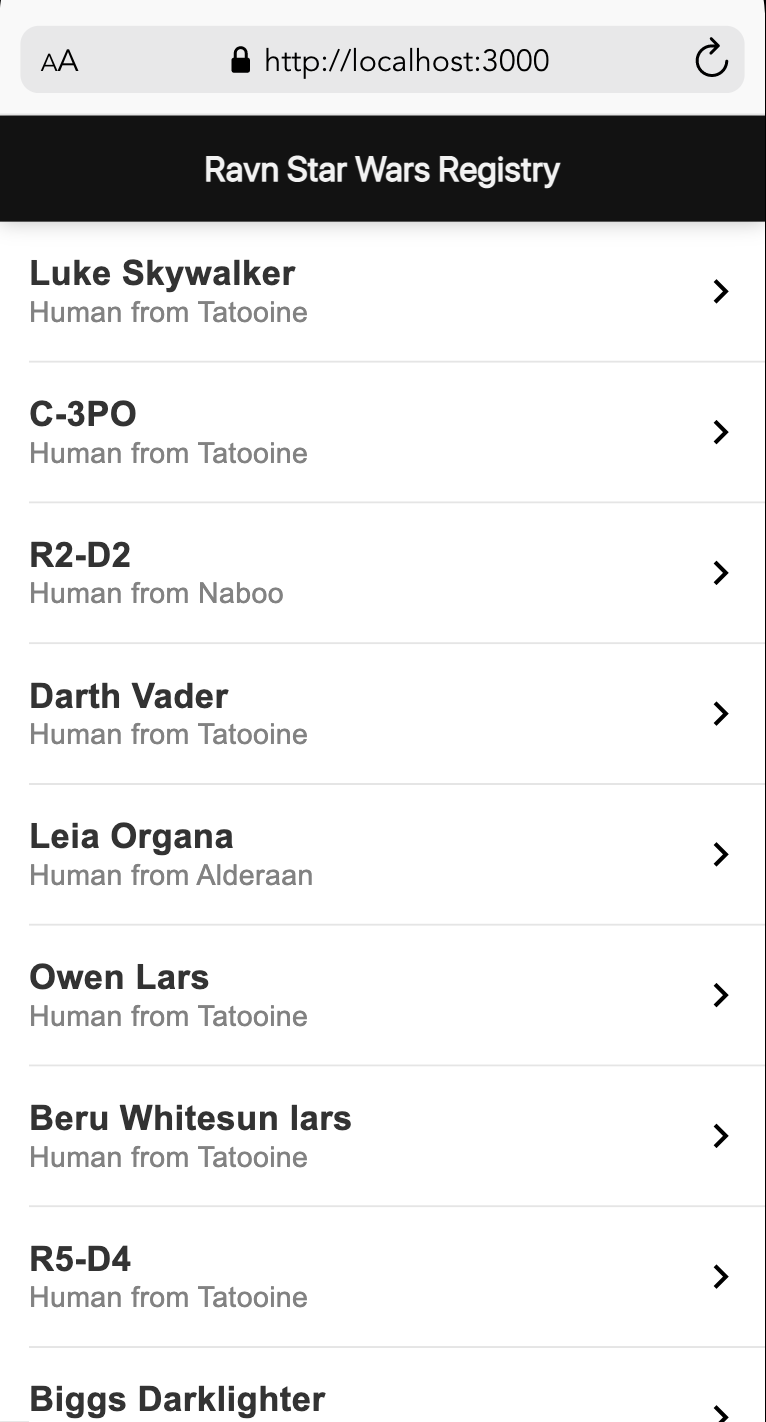 AA
http://localhost:3000
Ravn Star Wars Registry
Luke Skywalker
Human from Tatooine
C-3PO
Human from Tatooine
R2-D2
Human from Naboo
Darth Vader
Human from Tatooine
Leia Organa
Human from Alderaan
Owen Lars
Human from Tatooine
Beru Whitesun lars
Human from Tatooine
R5-D4
Human from Tatooine
Biggs Darklighter